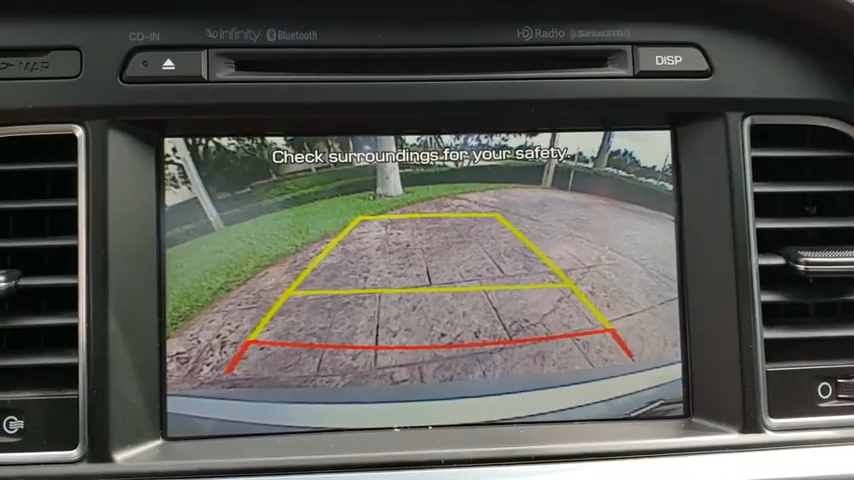 CD-IN infinity Bluetooth HD Radio ((SiriusXM))
MAP
DISP
Check surroundings for your safety.